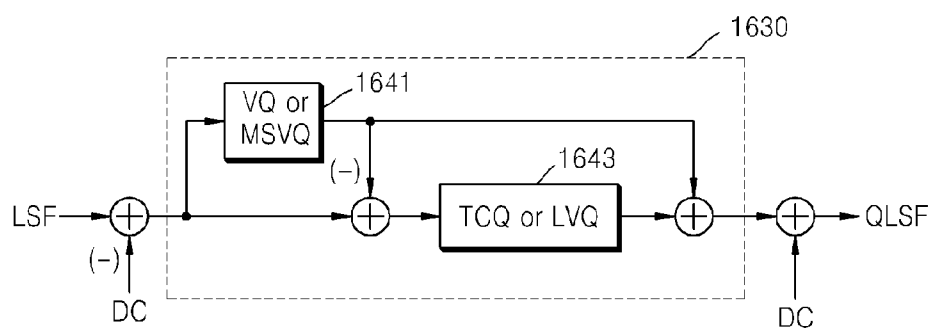 1630
1641
VQ or
MSVQ
(-)
1643
LSF
TCQ or LVQ
QLSF
(-)
DC
DC